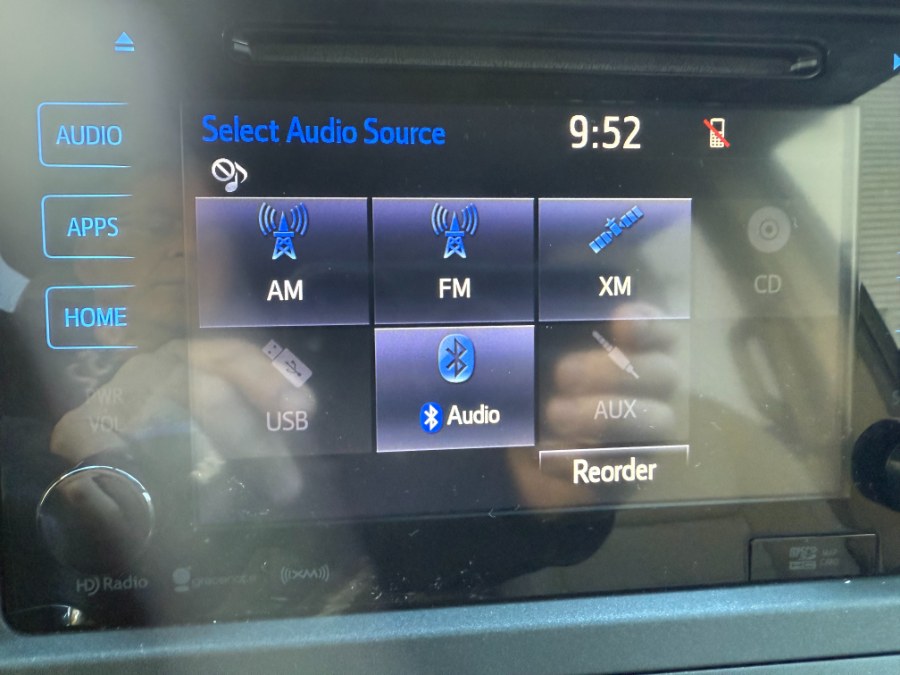 AUDIO
Select Audio Source
9:52
APPS
AM
FM
XM
CD
HOME
USB
Audio
AUX
PWR
VOL
Reorder
HD Radio
gracenote
((XM))